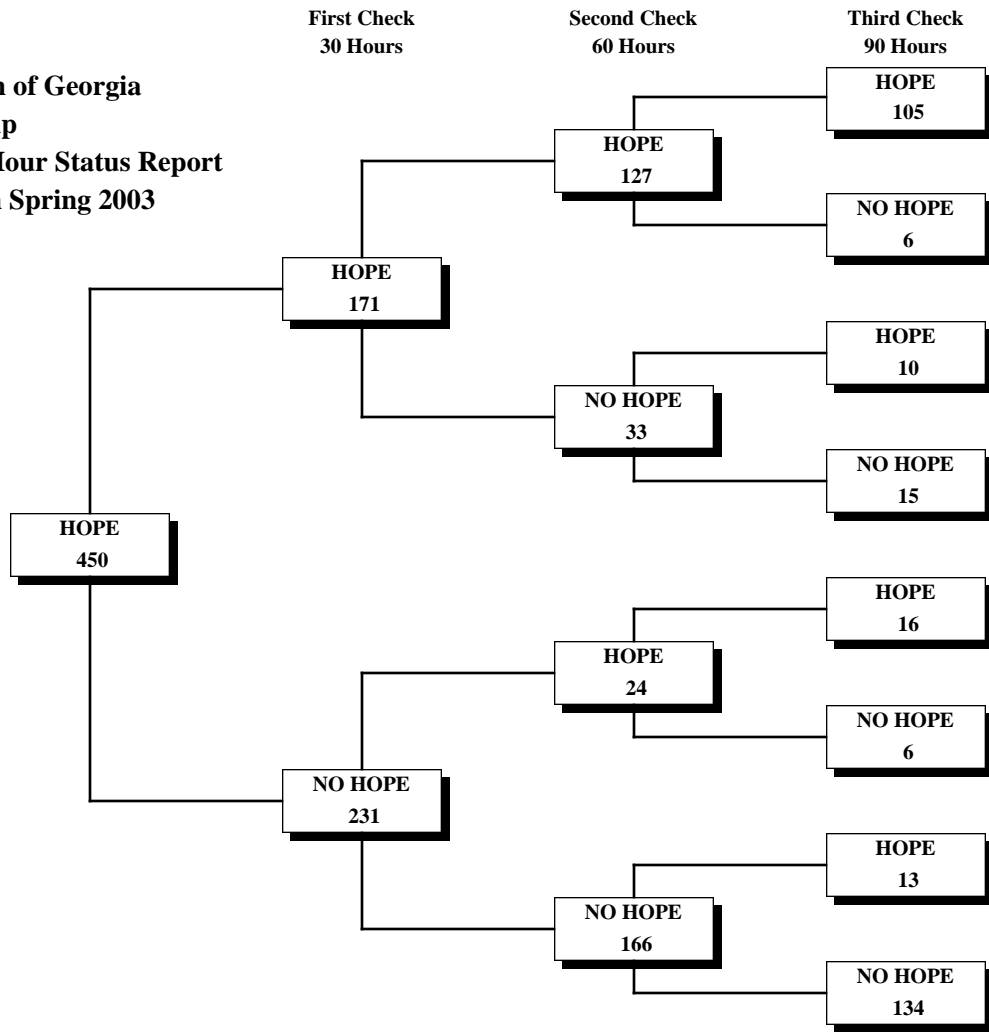 First Check
30 Hours
Second Check
60 Hours
Third Check
90 Hours
of Georgia
Hour Status Report
Spring 2003
HOPE
105
HOPE
127
NO HOPE
6
HOPE
171
HOPE
10
NO HOPE
33
NO HOPE
15
HOPE
450
HOPE
16
HOPE
24
NO HOPE
6
NO HOPE
231
HOPE
13
NO HOPE
166
NO HOPE
134